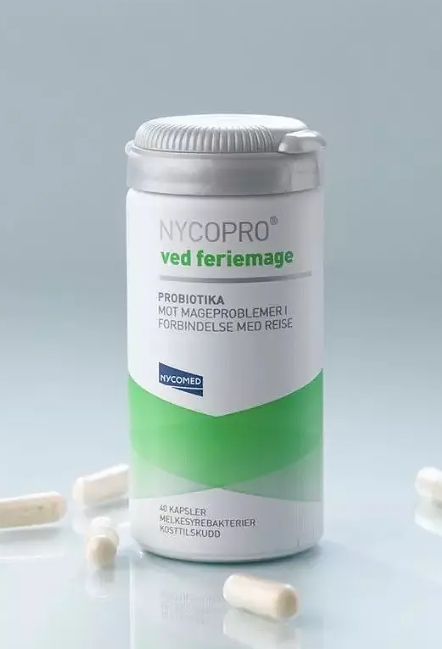 NYCOPRO®
ved feriemage
PROBIOTIKA
MOT MAGEPROBLEMER I
FORBINDELSE MED REISE
NYCOMED
40 KAPSLER
MELKESYREBAKTERIER
KOSTTILSKUDD